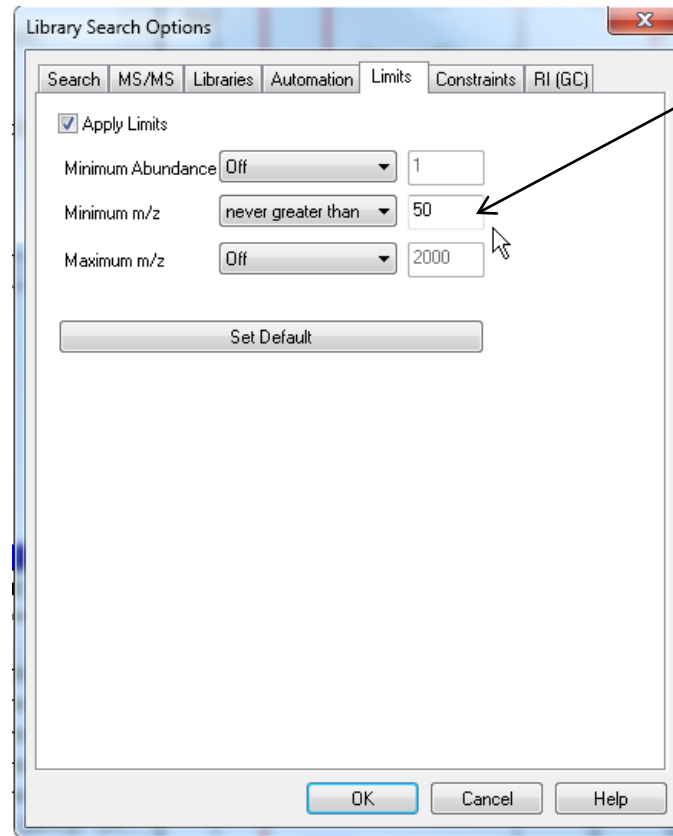 Library Search Options
Search MS/MS Libraries Automation Limits Constraints RI (GC)
Apply Limits
Minimum Abundance Off 1
Minimum m/z never greater than 50
Maximum m/z Off 2000
Set Default
OK Cancel Help